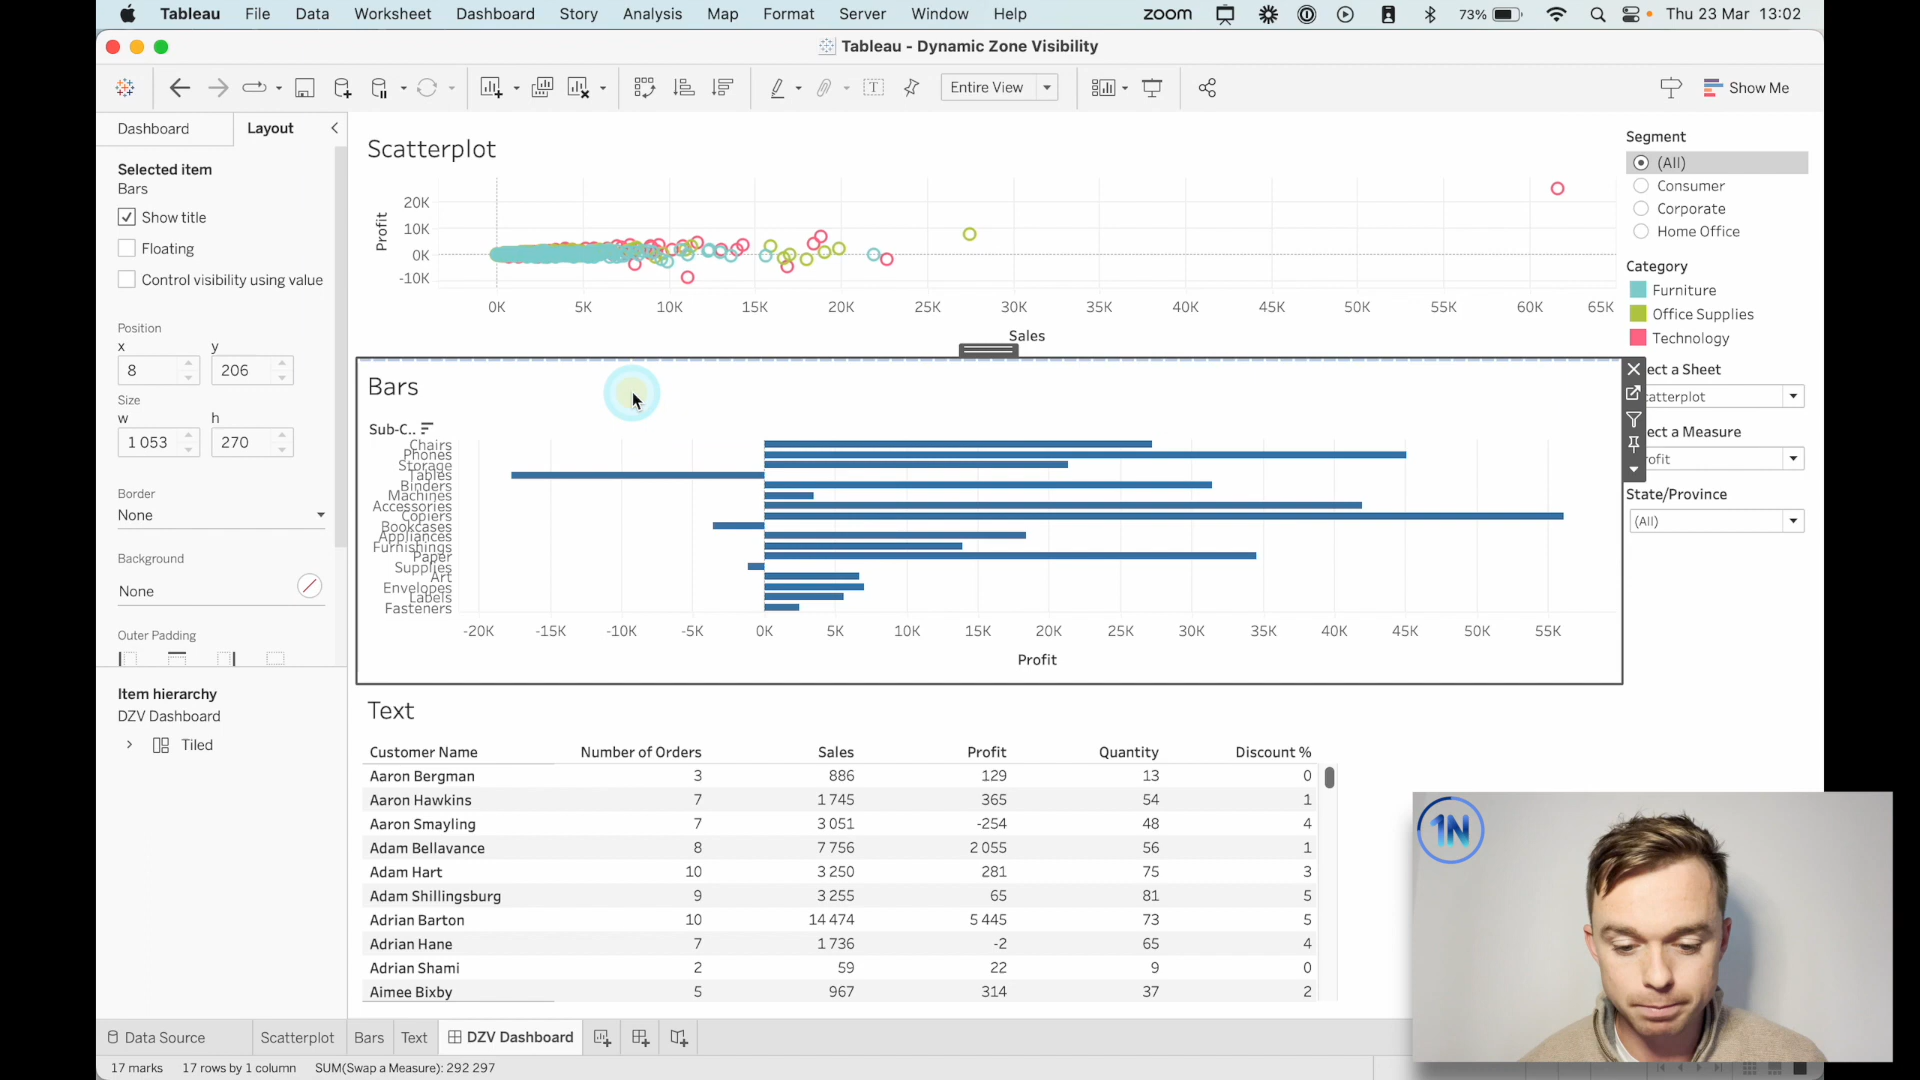 Tableau File Data Worksheet Dashboard Story Analysis Map Format Server Window Help zoom 73% Thu 23 Mar 13:02
Tableau - Dynamic Zone Visibility
Entire View Show Me
Dashboard Layout
Selected item
Bars
Show title
Floating
Control visibility using value
Position
x y
8 206
Size
w h
1 053 270
Border
None
Background
None
Outer Padding
Item hierarchy
DZV Dashboard
Tiled
Scatterplot
Profit
20K
10K
0K
-10K
0K 5K 10K 15K 20K 25K 30K 35K 40K 45K 50K 55K 60K 65K
Sales
Bars
Sub-C..
Chairs
Phones
Storage
Tables
Binders
Machines
Accessories
Copiers
Bookcases
Appliances
Furnishings
Paper
Supplies
Art
Envelopes
Labels
Fasteners
-20K -15K -10K -5K 0K 5K 10K 15K 20K 25K 30K 35K 40K 45K 50K 55K
Profit
Text
Customer Name Number of Orders Sales Profit Quantity Discount %
Aaron Bergman 3 886 129 13 0
Aaron Hawkins 7 1 745 365 54 1
Aaron Smayling 7 3 051 -254 48 4
Adam Bellavance 8 7 756 2 055 56 1
Adam Hart 10 3 250 281 75 3
Adam Shillingsburg 9 3 255 65 81 5
Adrian Barton 10 14 474 5 445 73 5
Adrian Hane 7 1 736 -2 65 4
Adrian Shami 2 59 22 9 0
Aimee Bixby 5 967 314 37 2
Segment
(All)
Consumer
Corporate
Home Office
Category
Furniture
Office Supplies
Technology
ect a Sheet
atterplot
ect a Measure
rofit
State/Province
(All)
1N
Data Source Scatterplot Bars Text DZV Dashboard
17 marks 17 rows by 1 column SUM(Swap a Measure): 292 297